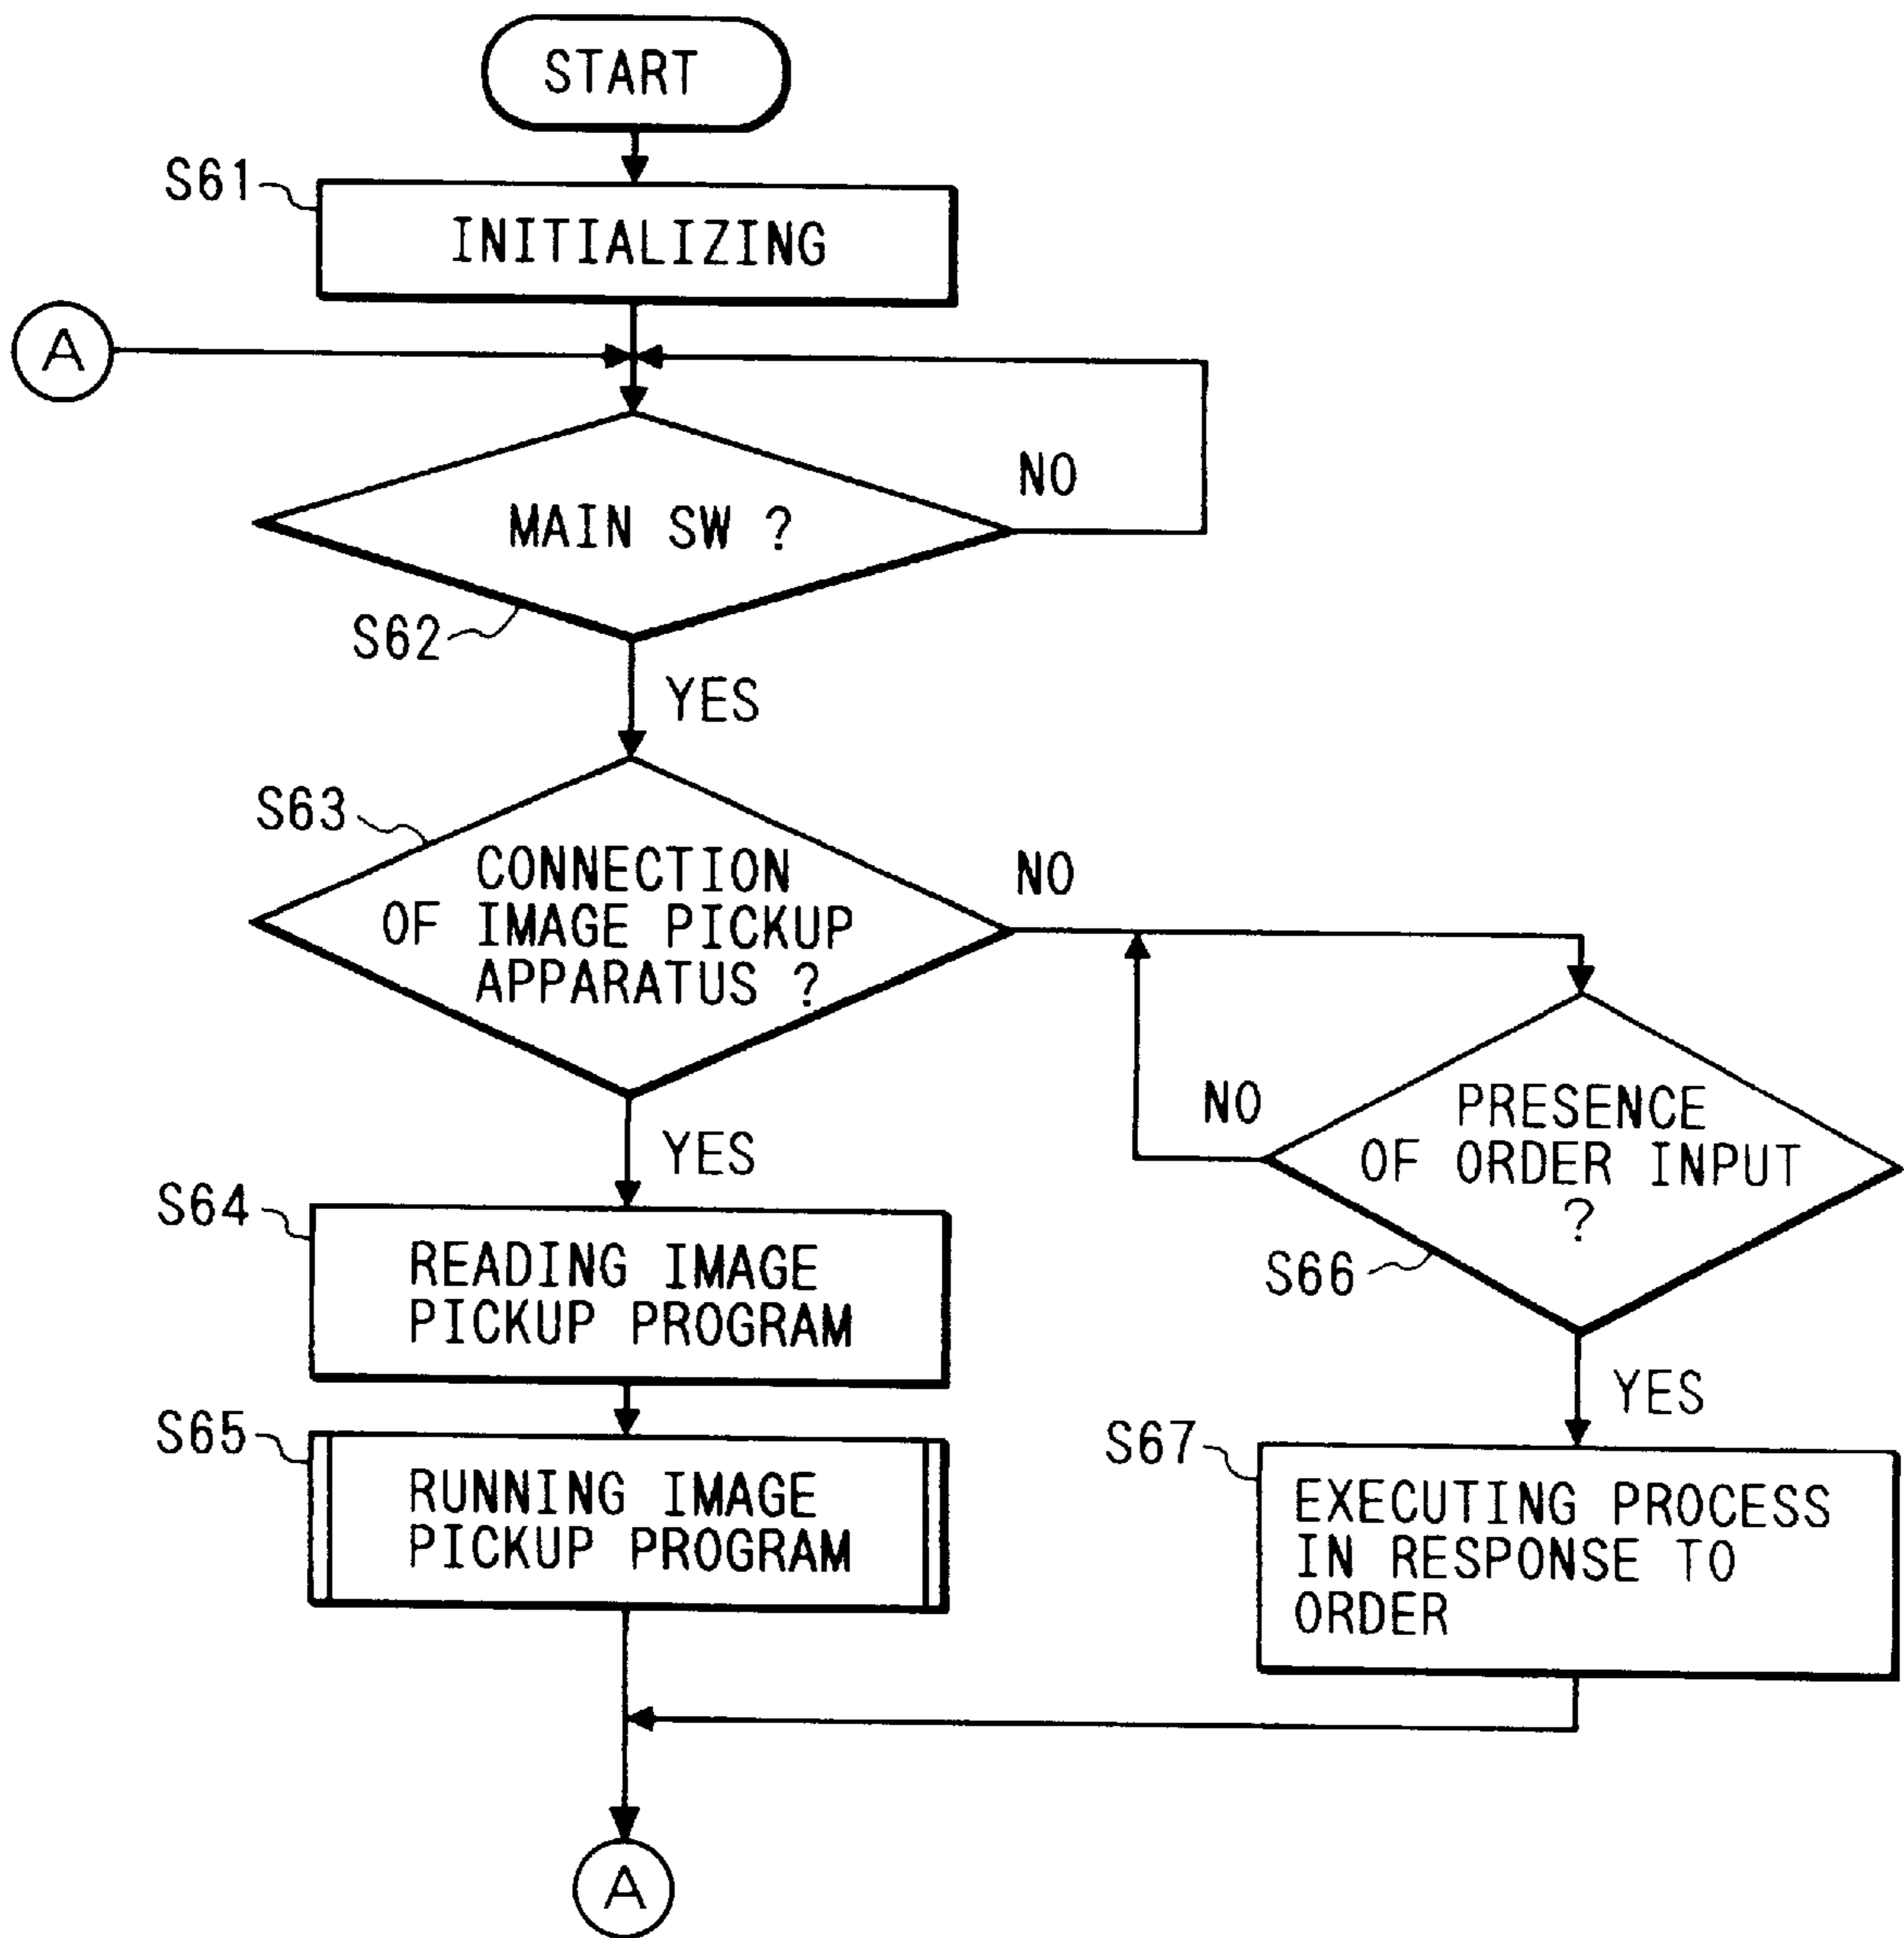 START
S61
INITIALIZING
A
NO
MAIN SW ?
S62
YES
S63
CONNECTION
OF IMAGE PICKUP
APPARATUS ?
NO
NO
PRESENCE
OF ORDER INPUT
?
S66
YES
S64
READING IMAGE
PICKUP PROGRAM
YES
S65
RUNNING IMAGE
PICKUP PROGRAM
S67
EXECUTING PROCESS
IN RESPONSE TO
ORDER
A